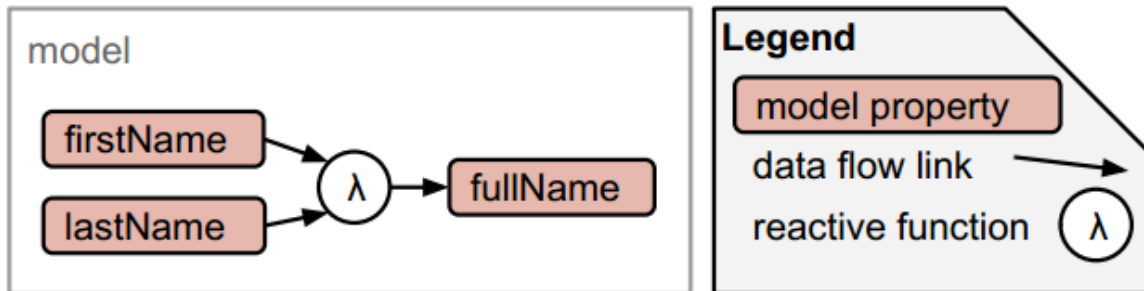 model
firstName
lastName
λ
fullName
Legend
model property
data flow link
reactive function
λ